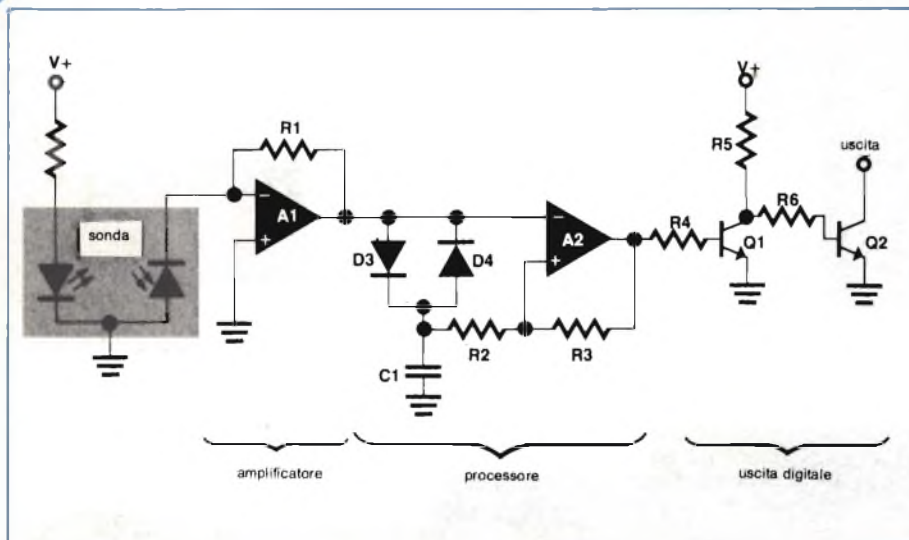 V+
V+
R1
R5
uscita
sonda
A1
A2
R4
R6
Q1
Q2
D3
D4
R2
R3
C1
amplificatore
processore
uscita digitale